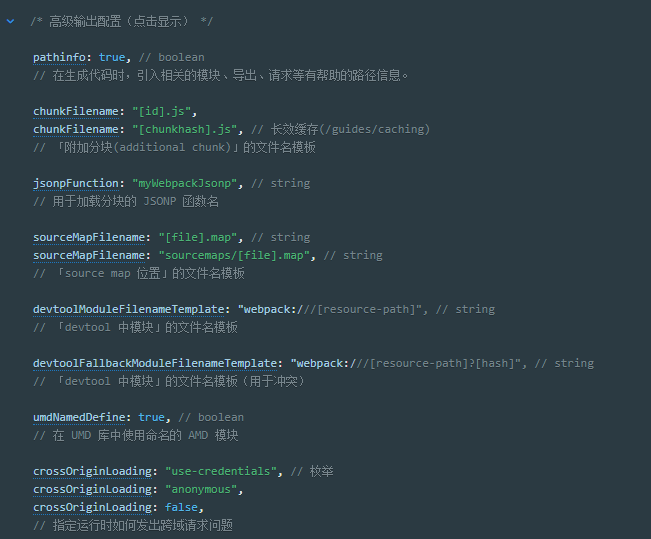 /* 高级输出配置（点击显示） */
pathinfo: true, // boolean
// 在生成代码时，引入相关的模块、导出、请求等有帮助的路径信息。
chunkFilename: "[id].js",
chunkFilename: "[chunkhash].js", // 长效缓存(/guides/caching)
// 「附加分块(additional chunk)」的文件名模板
jsonpFunction: "myWebpackJsonp", // string
// 用于加载分块的 JSONP 函数名
sourceMapFilename: "[file].map", // string
sourceMapFilename: "sourcemaps/[file].map", // string
// 「source map 位置」的文件名模板
devtoolModuleFilenameTemplate: "webpack:///[resource-path]", // string
// 「devtool 中模块」的文件名模板
devtoolFallbackModuleFilenameTemplate: "webpack:///[resource-path]?[hash]", // string
// 「devtool 中模块」的文件名模板（用于冲突）
umdNamedDefine: true, // boolean
// 在 UMD 库中使用命名的 AMD 模块
crossOriginLoading: "use-credentials", // 枚举
crossOriginLoading: "anonymous",
crossOriginLoading: false,
// 指定运行时如何发出跨域请求问题